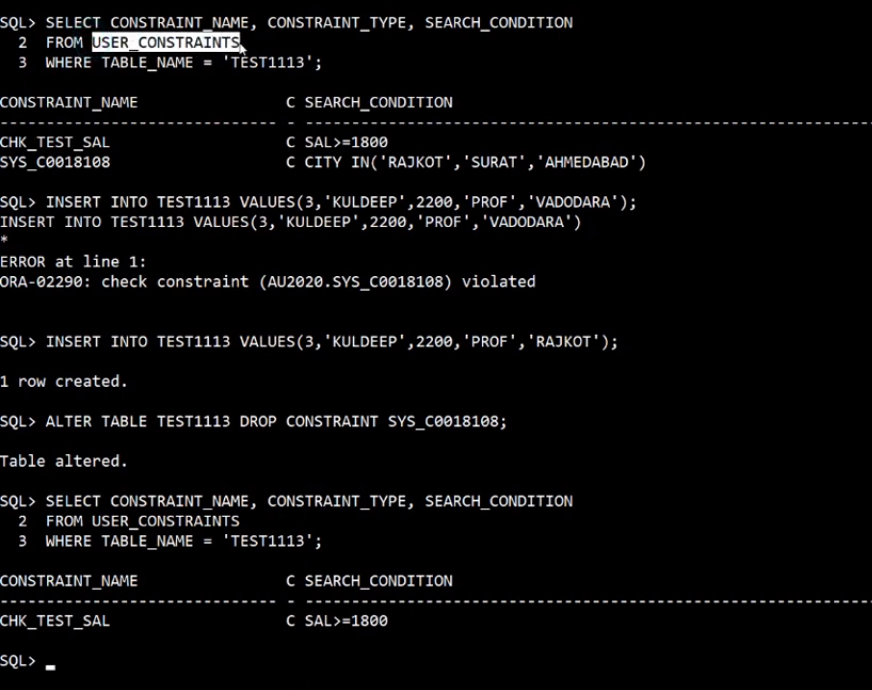 SQL> SELECT CONSTRAINT_NAME, CONSTRAINT_TYPE, SEARCH_CONDITION
  2  FROM USER_CONSTRAINTS
  3  WHERE TABLE_NAME = 'TEST1113';
CONSTRAINT_NAME                C SEARCH_CONDITION
------------------------------ - --------------------------------------------------------------
CHK_TEST_SAL                   C SAL>=1800
SYS_C0018108                   C CITY IN('RAJKOT','SURAT','AHMEDABAD')
SQL> INSERT INTO TEST1113 VALUES(3,'KULDEEP',2200,'PROF','VADODARA');
INSERT INTO TEST1113 VALUES(3,'KULDEEP',2200,'PROF','VADODARA')
*
ERROR at line 1:
ORA-02290: check constraint (AU2020.SYS_C0018108) violated
SQL> INSERT INTO TEST1113 VALUES(3,'KULDEEP',2200,'PROF','RAJKOT');
1 row created.
SQL> ALTER TABLE TEST1113 DROP CONSTRAINT SYS_C0018108;
Table altered.
SQL> SELECT CONSTRAINT_NAME, CONSTRAINT_TYPE, SEARCH_CONDITION
  2  FROM USER_CONSTRAINTS
  3  WHERE TABLE_NAME = 'TEST1113';
CONSTRAINT_NAME                C SEARCH_CONDITION
------------------------------ - --------------------------------------------------------------
CHK_TEST_SAL                   C SAL>=1800
SQL> _